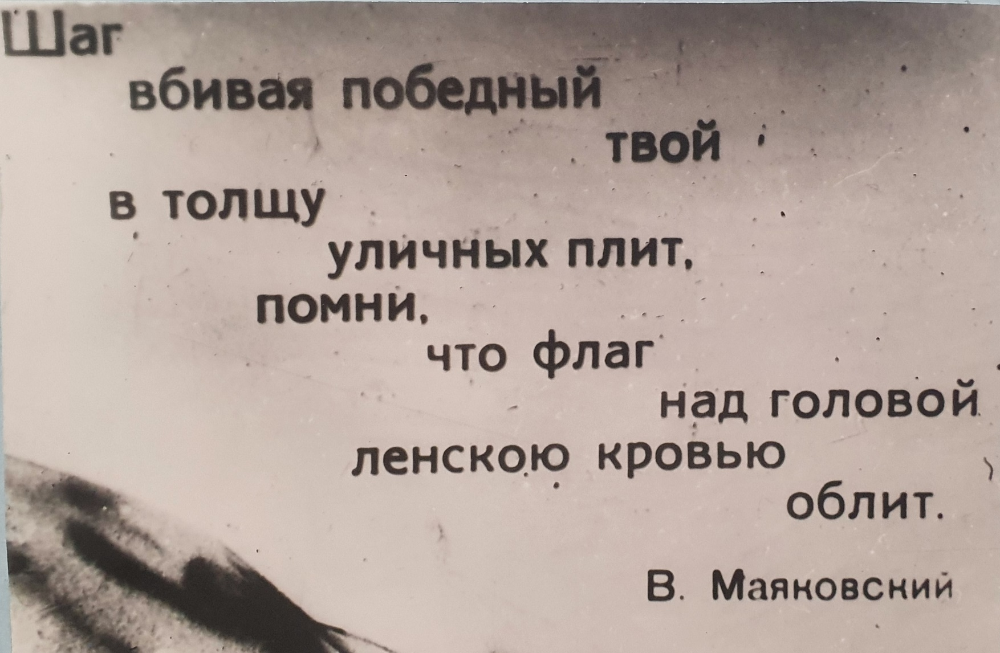 Шаг
вбивая победный
твой
в толщу
уличных плит,
помни,
что флаг
над головой
ленскою кровью
облит.
В. Маяковский